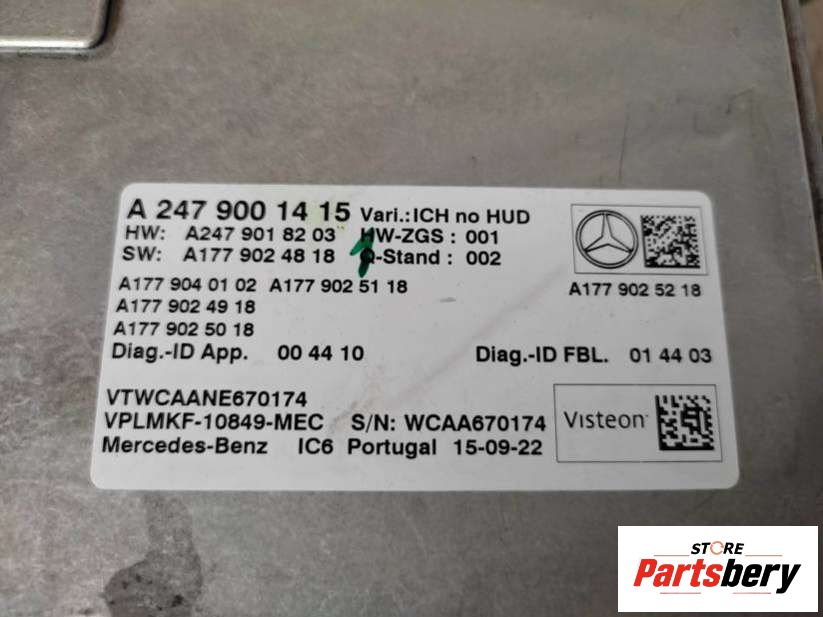 A 247 900 14 15 Vari.:ICH no HUD
HW: A247 901 82 03 HW-ZGS : 001
SW: A177 902 48 18 Q-Stand : 002
A177 904 01 02 A177 902 51 18 A177 902 52 18
A177 902 49 18
A177 902 50 18
Diag.-ID App. 00 44 10 Diag.-ID FBL. 01 44 03
VTWCAANE670174
VPLMKF-10849-MEC S/N: WCAA670174 Visteon
Mercedes-Benz IC6 Portugal 15-09-22
STORE
Partsbery